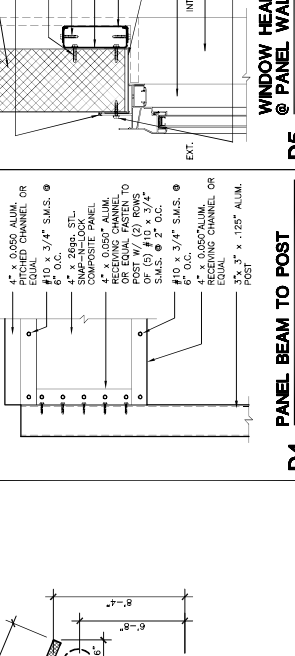 INT
EXT.
WINDOW HEA
@ PANEL WAL
D5
4" x 0.050 ALUM.
PITCHED CHANNEL OR
EQUAL
#10 x 3/4" S.M.S. @
6" O.C.
4" x 26ga. STL.
SNAP-N-LOCK
COMPOSITE PANEL
4" x 0.050" ALUM.
RECEIVING CHANNEL
OR EQUAL FASTEN TO
POST W/ (2) ROWS
OF (5) #10 x 3/4"
S.M.S. @ 2" O.C.
#10 x 3/4" S.M.S. @
6" O.C.
4" x 0.050"ALUM.
RECEIVING CHANNEL OR
EQUAL
3"x 3" x .125" ALUM.
POST
PANEL BEAM TO POST
D4
8'-4"
6'-8"
6"